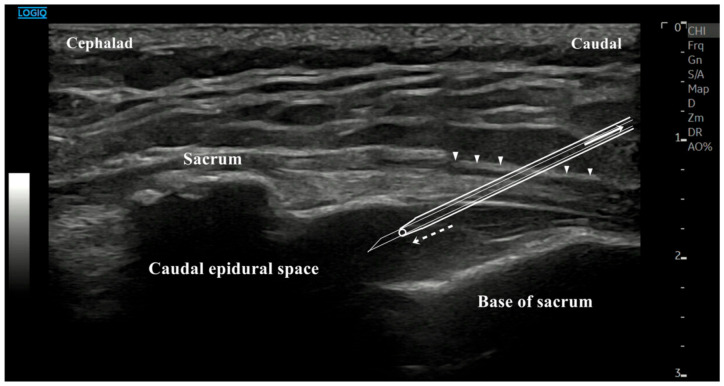 LOGIQ
Cephalad
Caudal
Sacrum
Caudal epidural space
Base of sacrum
0
1
2
3
CHI
Frq
Gn
S/A
Map
D
Zm
DR
AO%